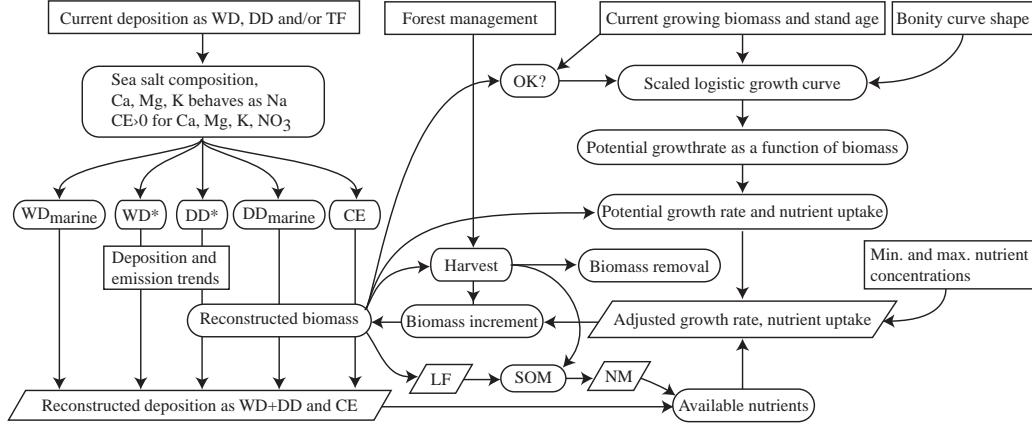 Current deposition as WD, DD and/or TF
Forest management
Current growing biomass and stand age
Bonity curve shape
Sea salt composition,
Ca, Mg, K behaves as Na
CE›0 for Ca, Mg, K, NO3
OK?
Scaled logistic growth curve
Potential growthrate as a function of biomass
WDmarine
WD*
DD*
DDmarine
CE
Potential growth rate and nutrient uptake
Deposition and
emission trends
Harvest
Biomass removal
Min. and max. nutrient
concentrations
Reconstructed biomass
Biomass increment
Adjusted growth rate, nutrient uptake
LF
SOM
NM
Reconstructed deposition as WD+DD and CE
Available nutrients